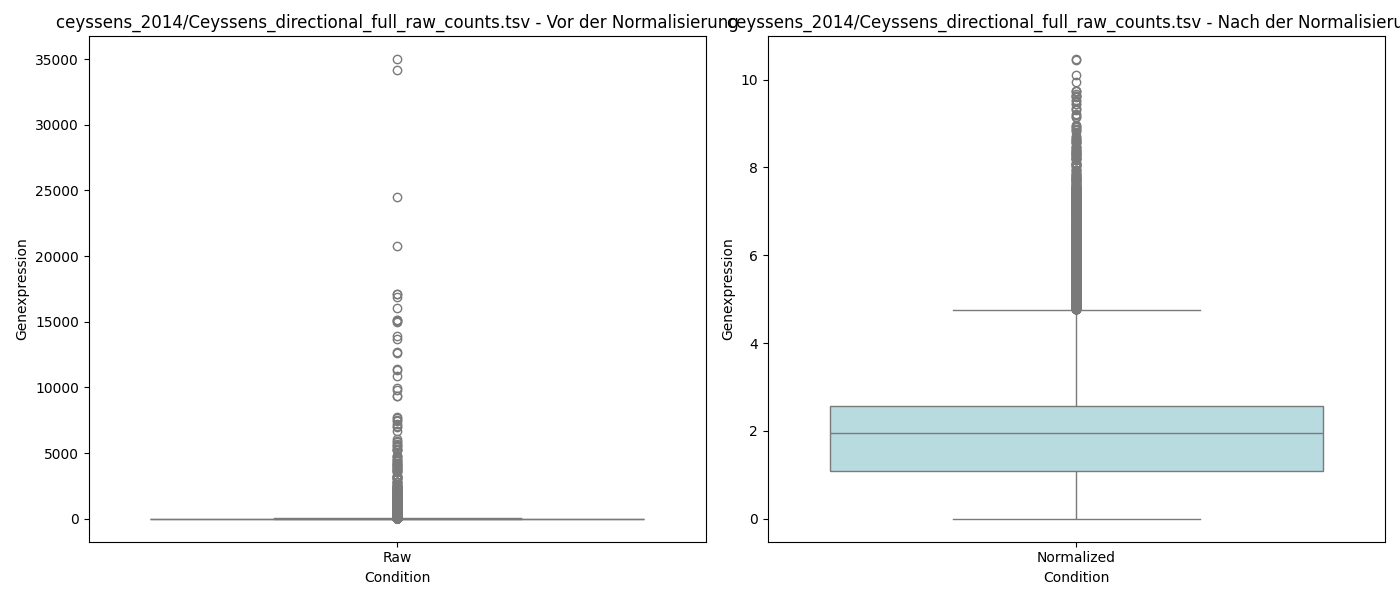 ceyssens_2014/Ceyssens_directional_full_raw_counts.tsv - Vor der Normalisierung
ceyssens_2014/Ceyssens_directional_full_raw_counts.tsv - Nach der Normalisieru
35000
30000
25000
20000
15000
10000
5000
0
Genexpression
Raw
Condition
10
8
6
4
2
0
Genexpression
Normalized
Condition